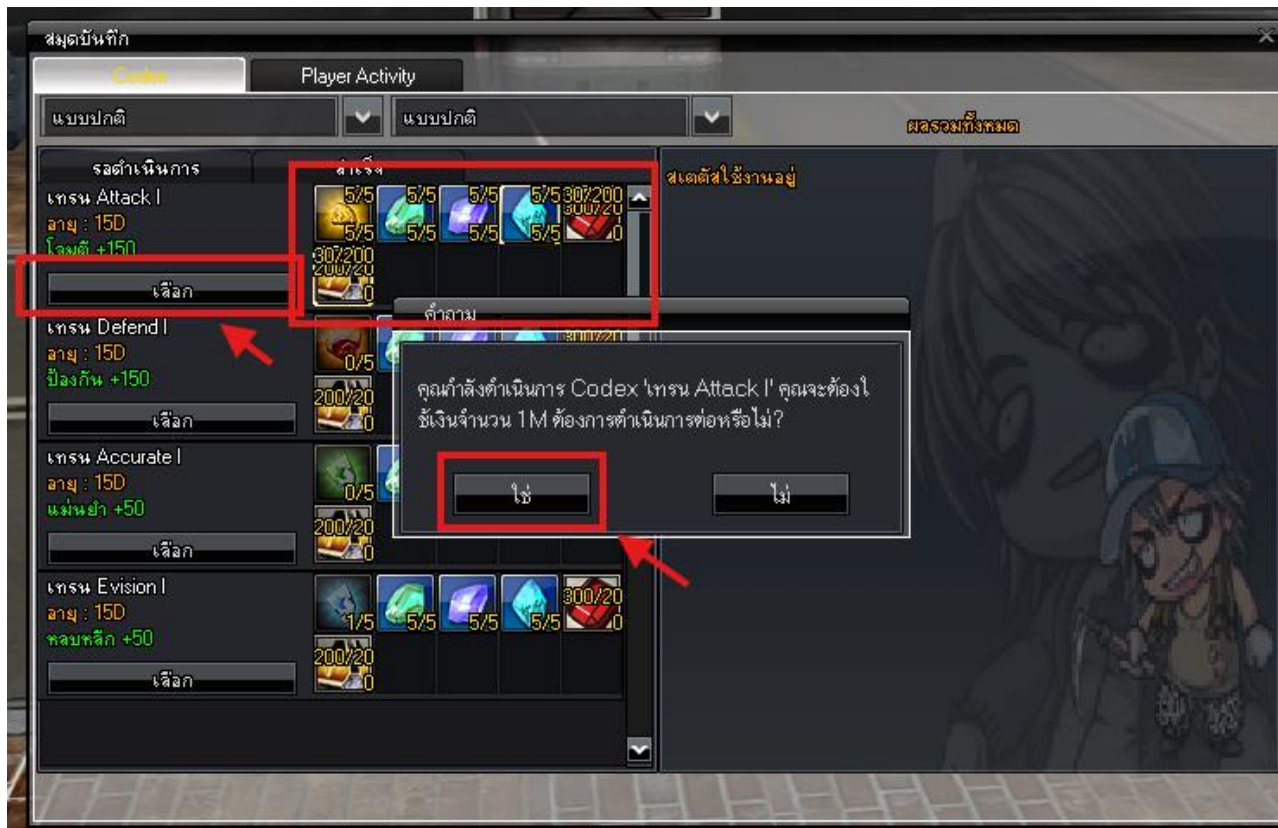 สมุดบันทึก
Codex
Player Activity
แบบปกติ
แบบปกติ
ผลรวมทั้งหมด
รอดำเนินการ
สำเร็จ
สเตตัสใช้งานอยู่
เทรน Attack I
อายุ : 15D
โจมตี +150
เลือก
5/5 5/5 5/5 5/5
5/5 5/5 5/5 5/5
เทรน Defend I
อายุ : 15D
ป้องกัน +150
เลือก
0/5
200/20
0
เทรน Accurate I
อายุ : 15D
แม่นยำ +50
เลือก
0/5
200/20
0
เทรน Evision I
อายุ : 15D
หลบหลีก +50
เลือก
1/5 5/5 5/5 5/5 300/20
0
200/20
0
คำถาม
คุณกำลังดำเนินการ Codex 'เทรน Attack I' คุณจะต้องใ
ช้เงินจำนวน 1M ต้องการดำเนินการต่อหรือไม่?
ใช่
ไม่